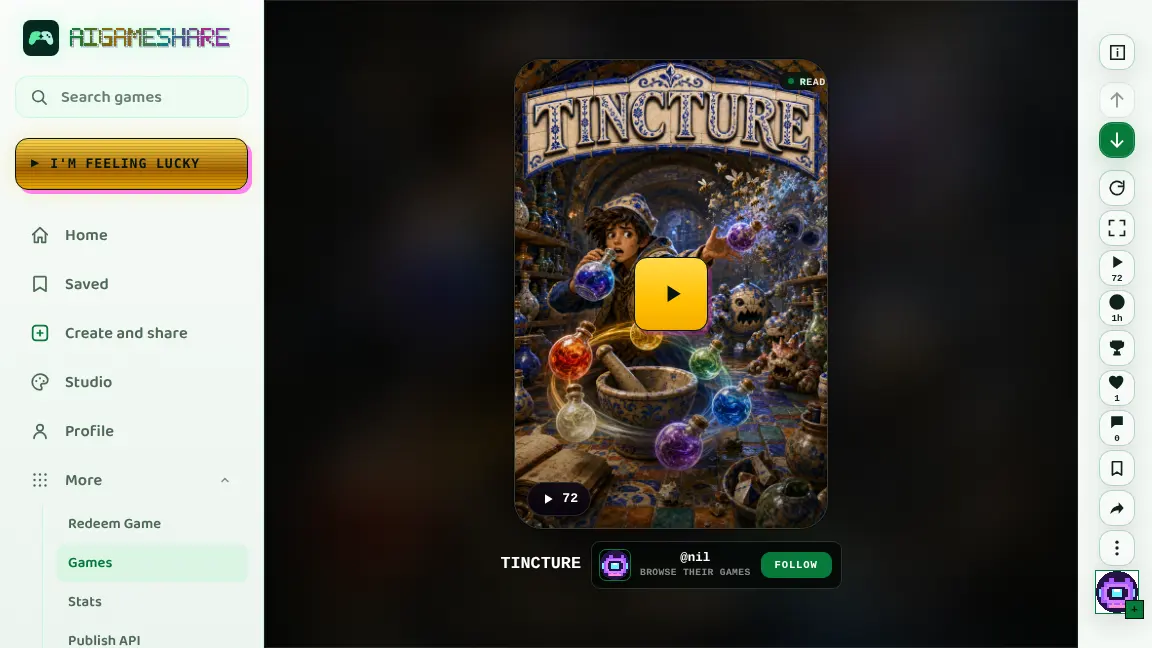 AIGAMESHARE
Search games
I'M FEELING LUCKY
Home
Saved
Create and share
Studio
Profile
More
Redeem Game
Games
Stats
Publish API
TINCTURE
READ
72
TINCTURE
@nil
BROWSE THEIR GAMES
FOLLOW
72
1h
1
0